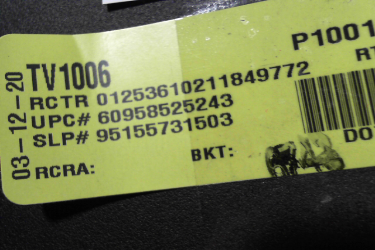 03-12-20
TV1006
P1001
RCTR 01253610211849772
UPC# 60958525243
SLP# 95155731503
RCRA:
BKT:
DO